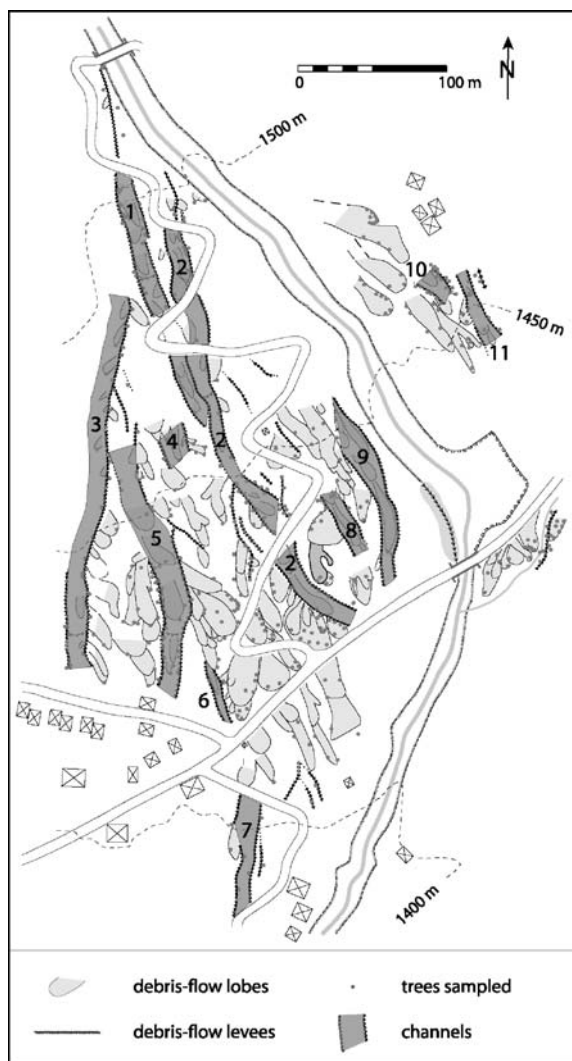 N
0 100 m
1500 m
1
2
10
1450 m
11
3
4
2
9
5
8
2
6
7
1400 m
debris-flow lobes trees sampled
debris-flow levees channels